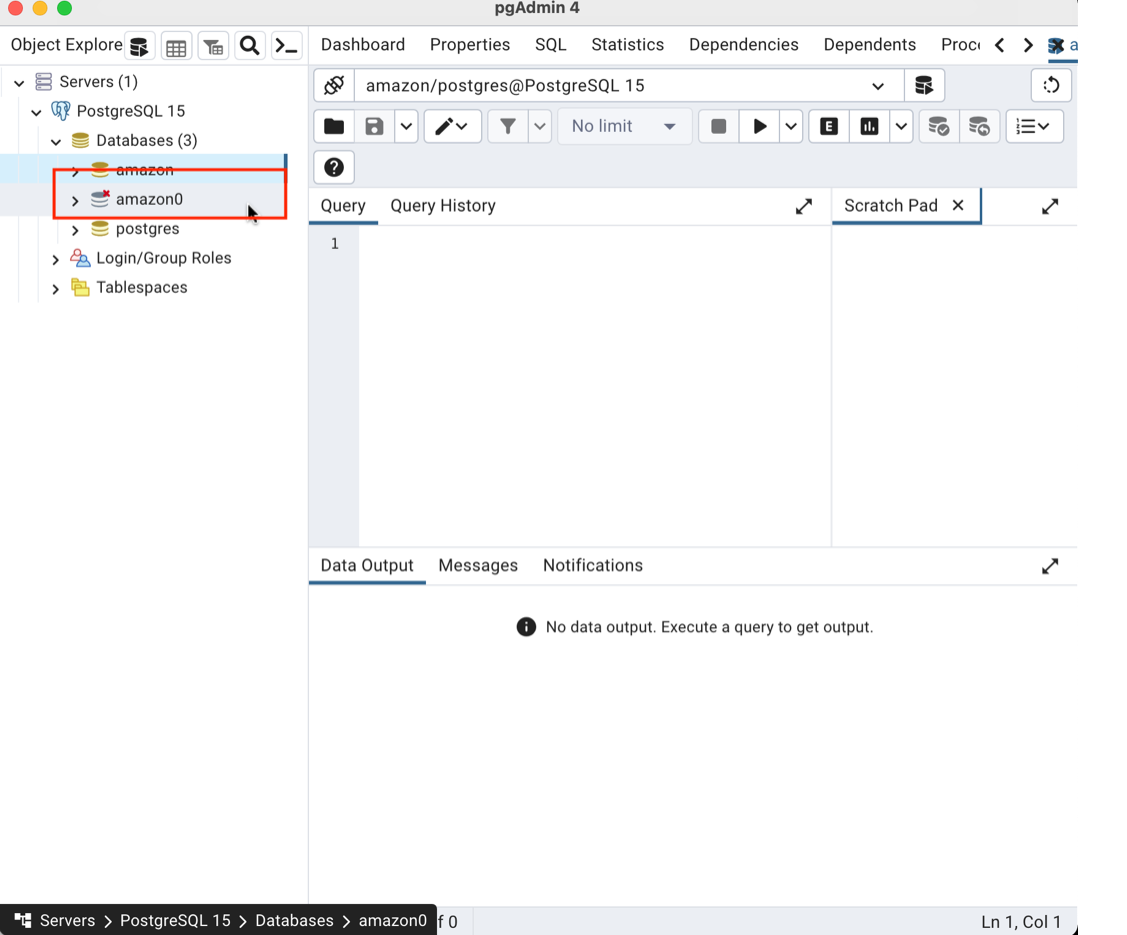 pgAdmin 4
Object Explore
Dashboard Properties SQL Statistics Dependencies Dependents Proc a
Servers (1)
PostgreSQL 15
Databases (3)
amazon
amazon0
postgres
Login/Group Roles
Tablespaces
amazon/postgres@PostgreSQL 15
No limit
E
Query Query History
Scratch Pad
1
Data Output Messages Notifications
No data output. Execute a query to get output.
Servers > PostgreSQL 15 > Databases > amazon0
f 0
Ln 1, Col 1